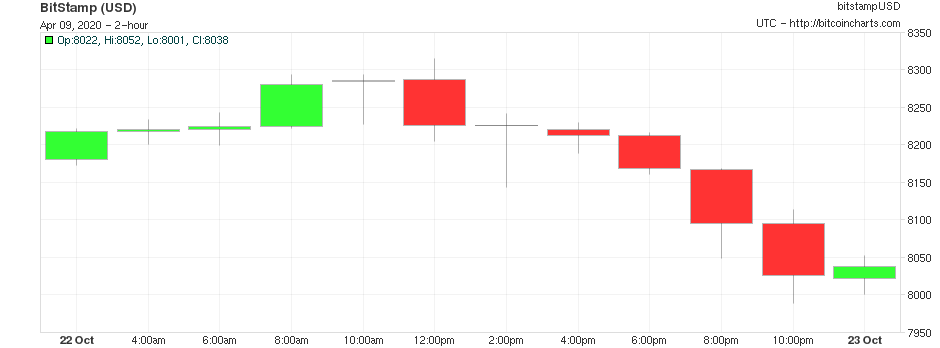 BitStamp (USD)
bitstampUSD
Apr 09, 2020 - 2-hour
UTC - http://bitcoincharts.com
Op:8022, Hi:8052, Lo:8001, Cl:8038
8350
8300
8250
8200
8150
8100
8050
8000
7950
22 Oct 4:00am 6:00am 8:00am 10:00am 12:00pm 2:00pm 4:00pm 6:00pm 8:00pm 10:00pm 23 Oct